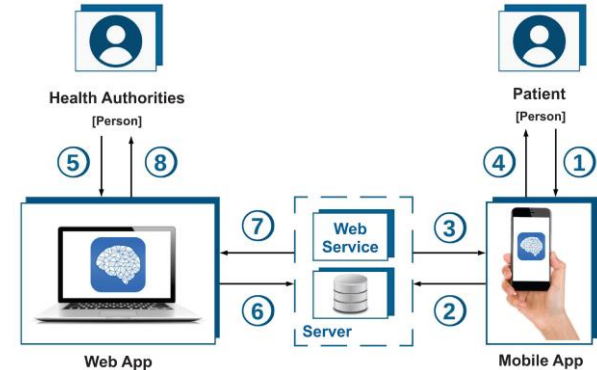 Health Authorities
[Person]
Patient
[Person]
5
8
4
1
7
Web
Service
3
6
2
Server
Web App
Mobile App